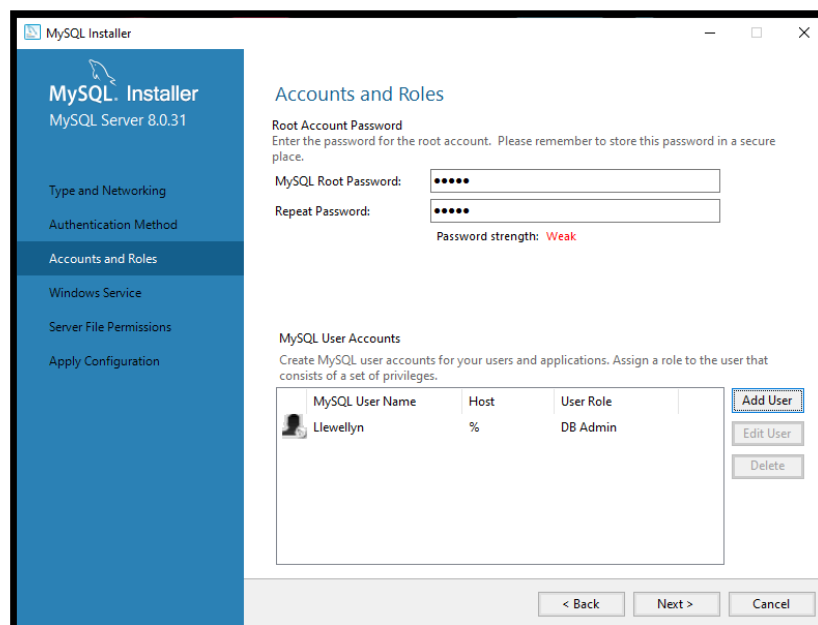 MySQL Installer
MySQL. Installer
MySQL Server 8.0.31
Type and Networking
Authentication Method
Accounts and Roles
Windows Service
Server File Permissions
Apply Configuration
Accounts and Roles
Root Account Password
Enter the password for the root account. Please remember to store this password in a secure
place.
MySQL Root Password: •••••
Repeat Password: •••••
Password strength: Weak
MySQL User Accounts
Create MySQL user accounts for your users and applications. Assign a role to the user that
consists of a set of privileges.
MySQL User Name Host User Role
Llewellyn % DB Admin
Add User
Edit User
Delete
< Back Next > Cancel